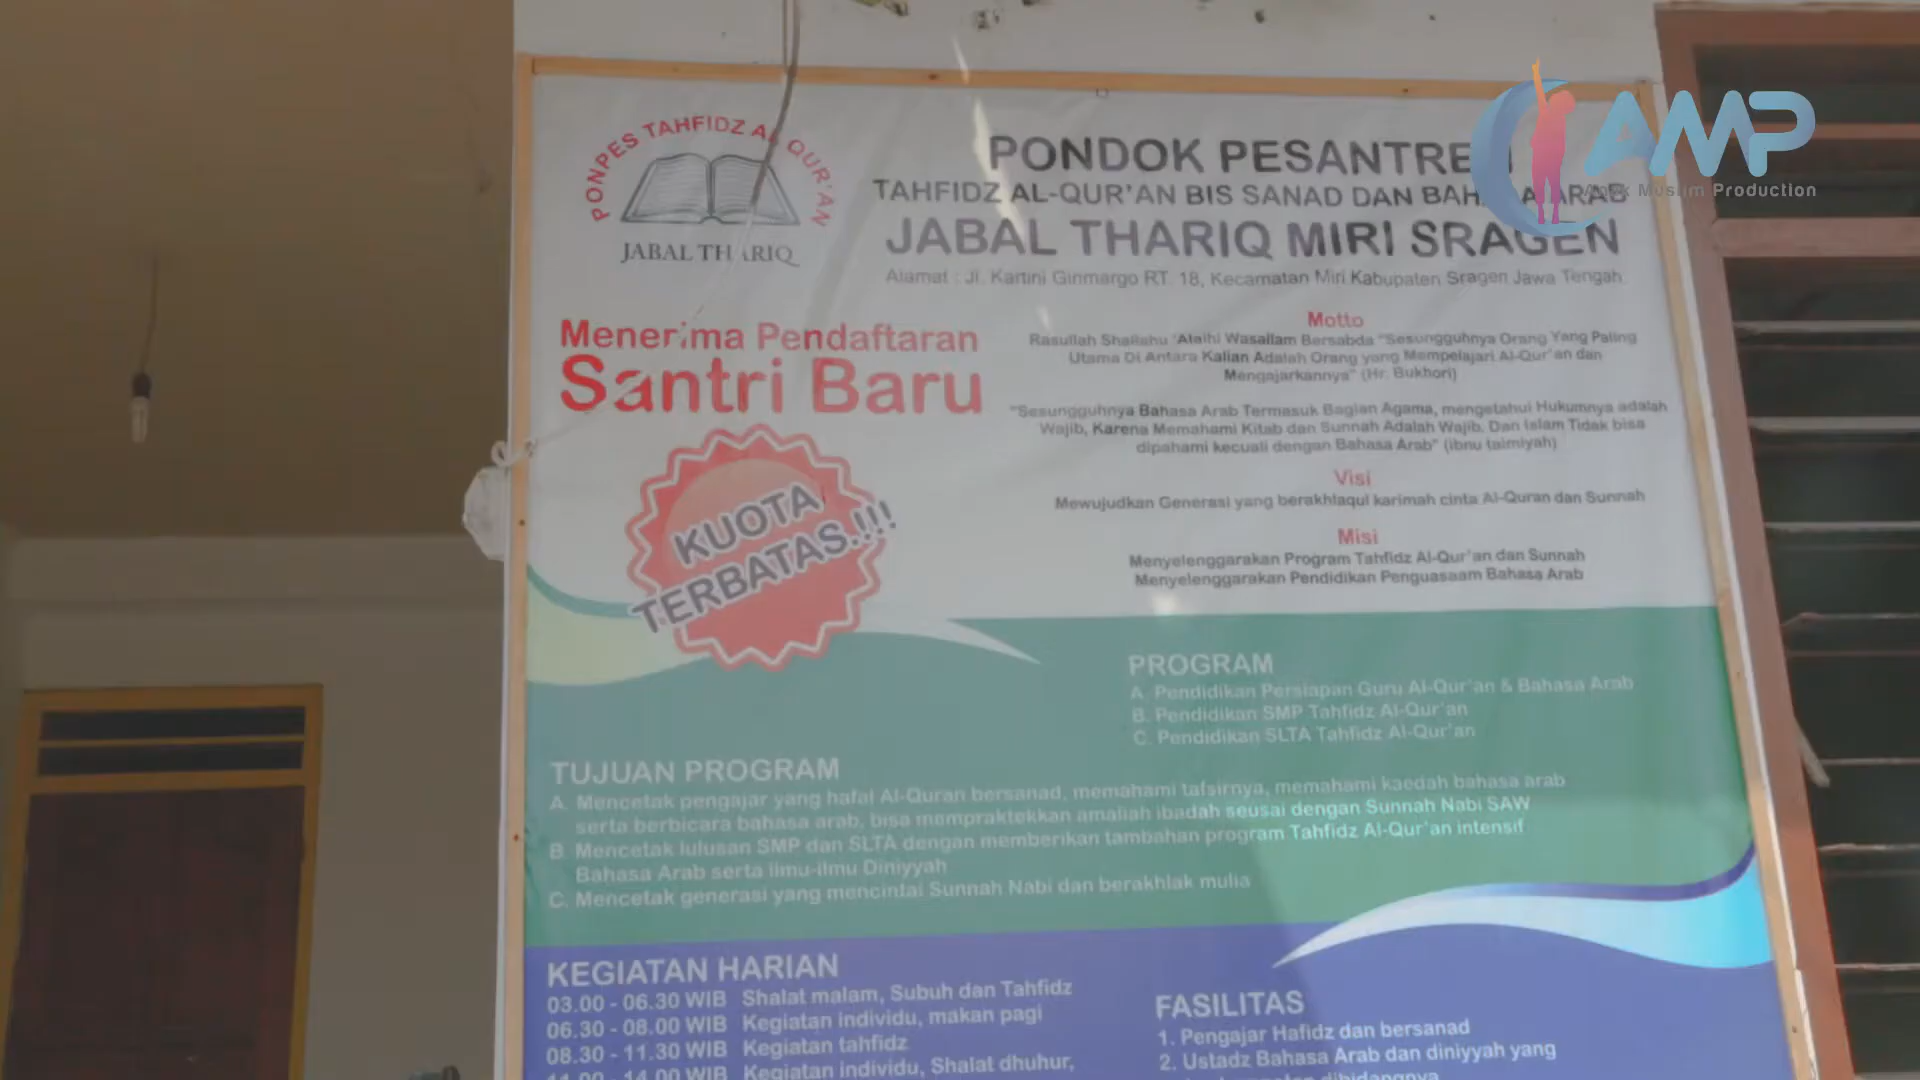 PONPES TAHFIDZ AL QUR'AN
JABAL THARIQ
PONDOK PESANTREN
TAHFIDZ AL-QUR'AN BIS SANAD DAN BAHASA ARAB
JABAL THARIQ MIRI SRAGEN
Alamat : Jl. Kartini Ginmargo RT. 18, Kecamatan Miri Kabupaten Sragen Jawa Tengah
AMP
Anak Muslim Production
Menerima Pendaftaran
Santri Baru
KUOTA
TERBATAS.!!!
Motto
Rasullah Shallahu 'Alaihi Wasallam Bersabda "Sesungguhnya Orang Yang Paling
Utama Di Antara Kalian Adalah Orang yang Mempelajari Al-Qur'an dan
Mengajarkannya" (Hr. Bukhori)
"Sesungguhnya Bahasa Arab Termasuk Bagian Agama, mengetahui Hukumnya adalah
Wajib, Karena Memahami Kitab dan Sunnah Adalah Wajib. Dan Islam Tidak bisa
dipahami kecuali dengan Bahasa Arab" (ibnu taimiyah)
Visi
Mewujudkan Generasi yang berakhlaqul karimah cinta Al-Quran dan Sunnah
Misi
Menyelenggarakan Program Tahfidz Al-Qur'an dan Sunnah
Menyelenggarakan Pendidikan Penguasaam Bahasa Arab
PROGRAM
A. Pendidikan Persiapan Guru Al-Qur'an & Bahasa Arab
B. Pendidikan SMP Tahfidz Al-Qur'an
C. Pendidikan SLTA Tahfidz Al-Qur'an
TUJUAN PROGRAM
A. Mencetak pengajar yang hafal Al-Quran bersanad, memahami tafsirnya, memahami kaedah bahasa arab
serta berbicara bahasa arab, bisa mempraktekkan amaliah ibadah seusai dengan Sunnah Nabi SAW
B. Mencetak lulusan SMP dan SLTA dengan memberikan tambahan program Tahfidz Al-Qur'an intensif
Bahasa Arab serta ilmu-ilmu Diniyyah
C. Mencetak generasi yang mencintai Sunnah Nabi dan berakhlak mulia
KEGIATAN HARIAN
03.00 - 06.30 WIB Shalat malam, Subuh dan Tahfidz
06.30 - 08.00 WIB Kegiatan individu, makan pagi
08.30 - 11.30 WIB Kegiatan tahfidz
11.00 - 14.00 WIB Kegiatan individu, Shalat dhuhur,
FASILITAS
1. Pengajar Hafidz dan bersanad
2. Ustadz Bahasa Arab dan diniyyah yang
dibidangnya